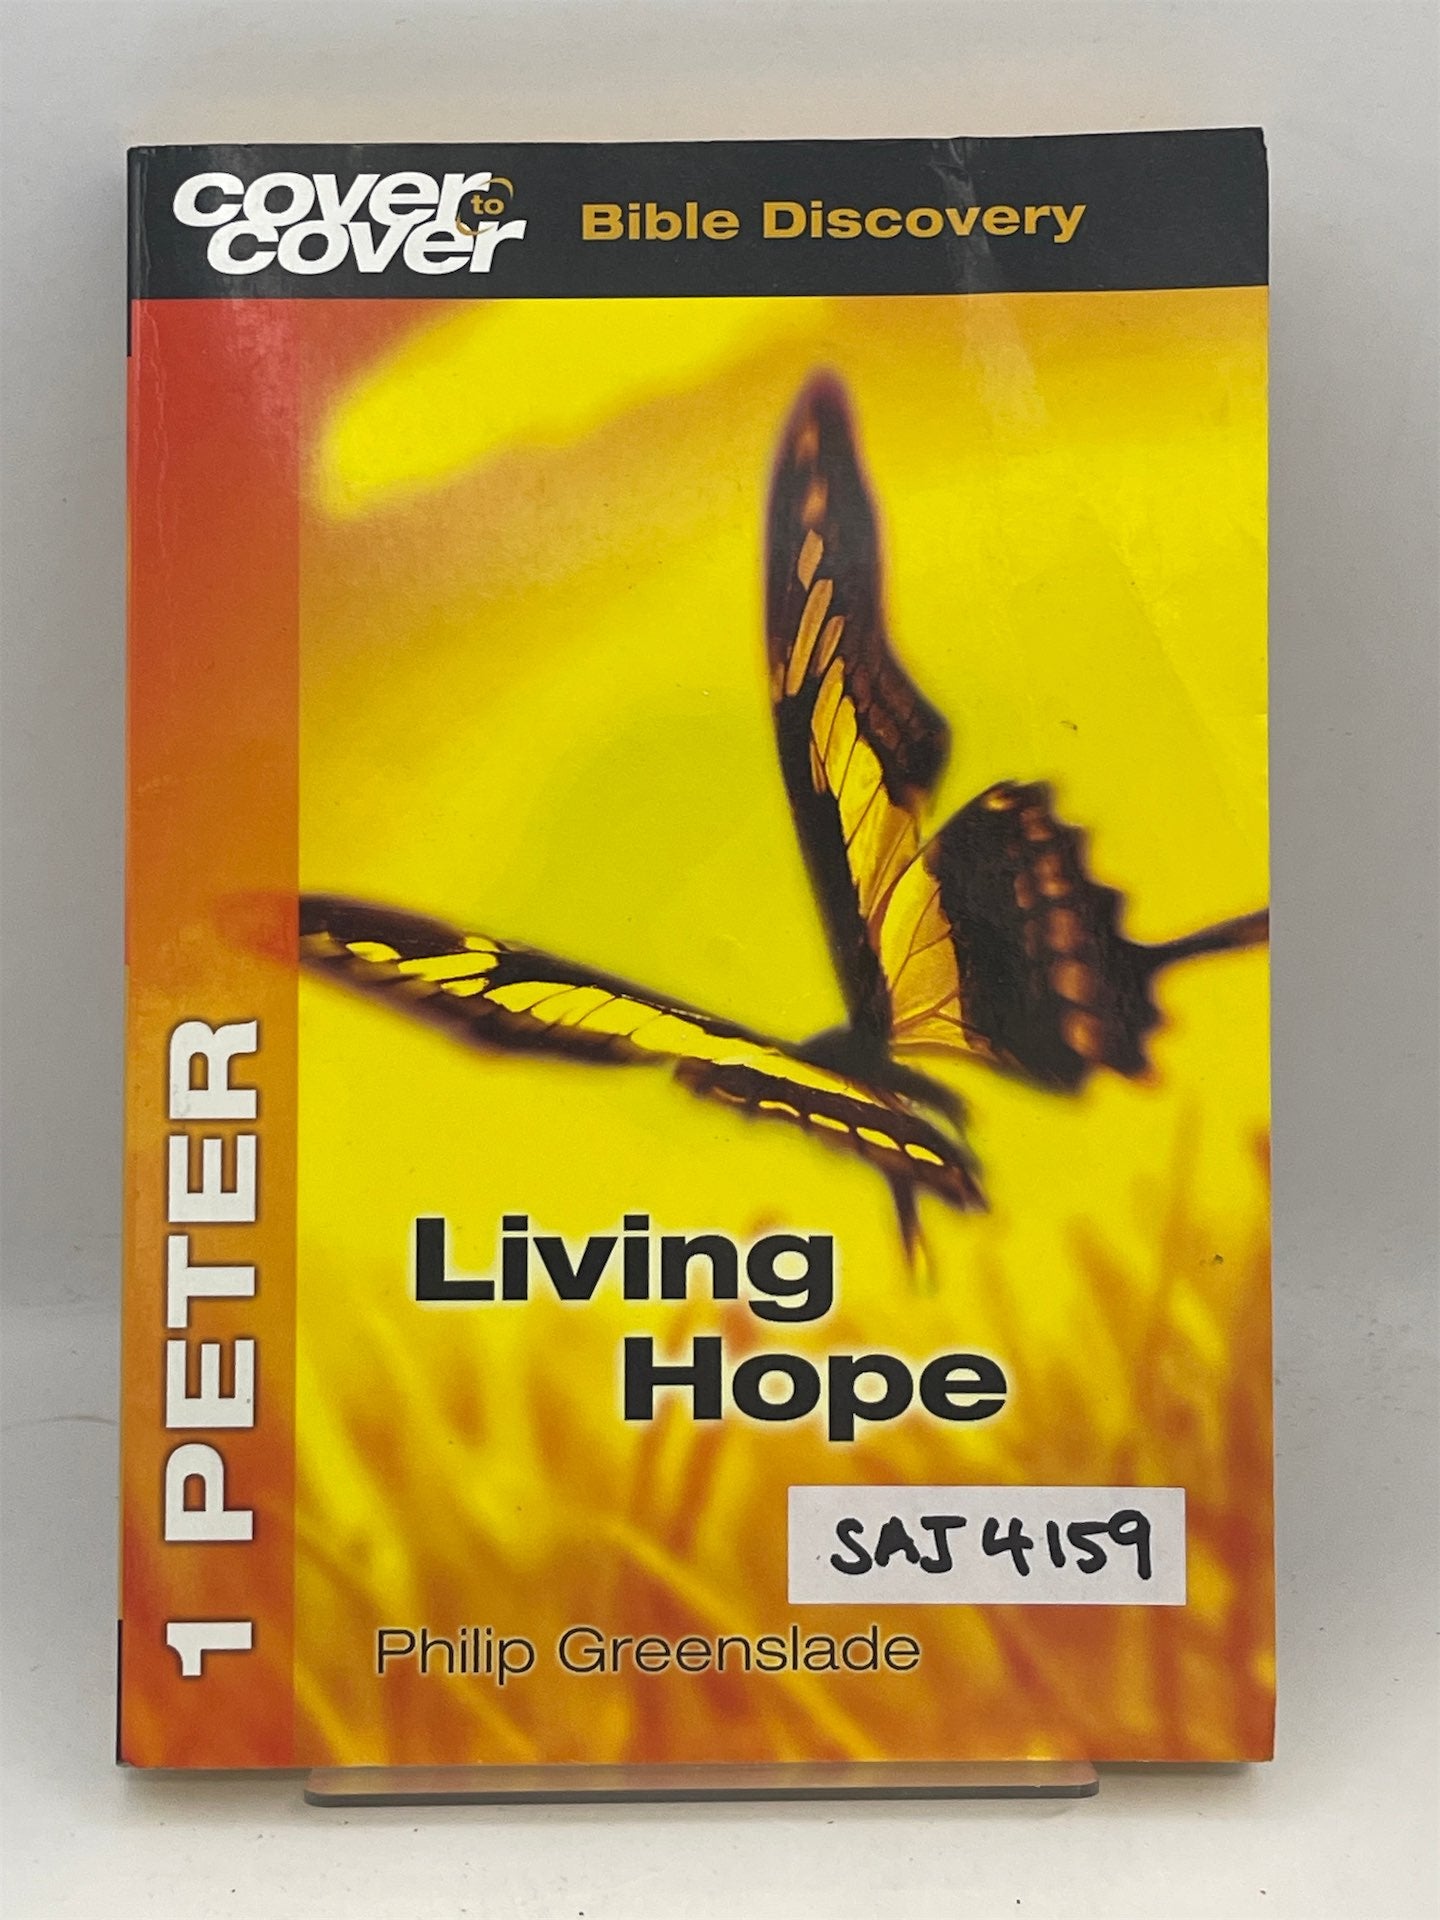 cover to cover
Bible Discovery
1 PETER
Living
Hope
SAJ 4159
Philip Greenslade